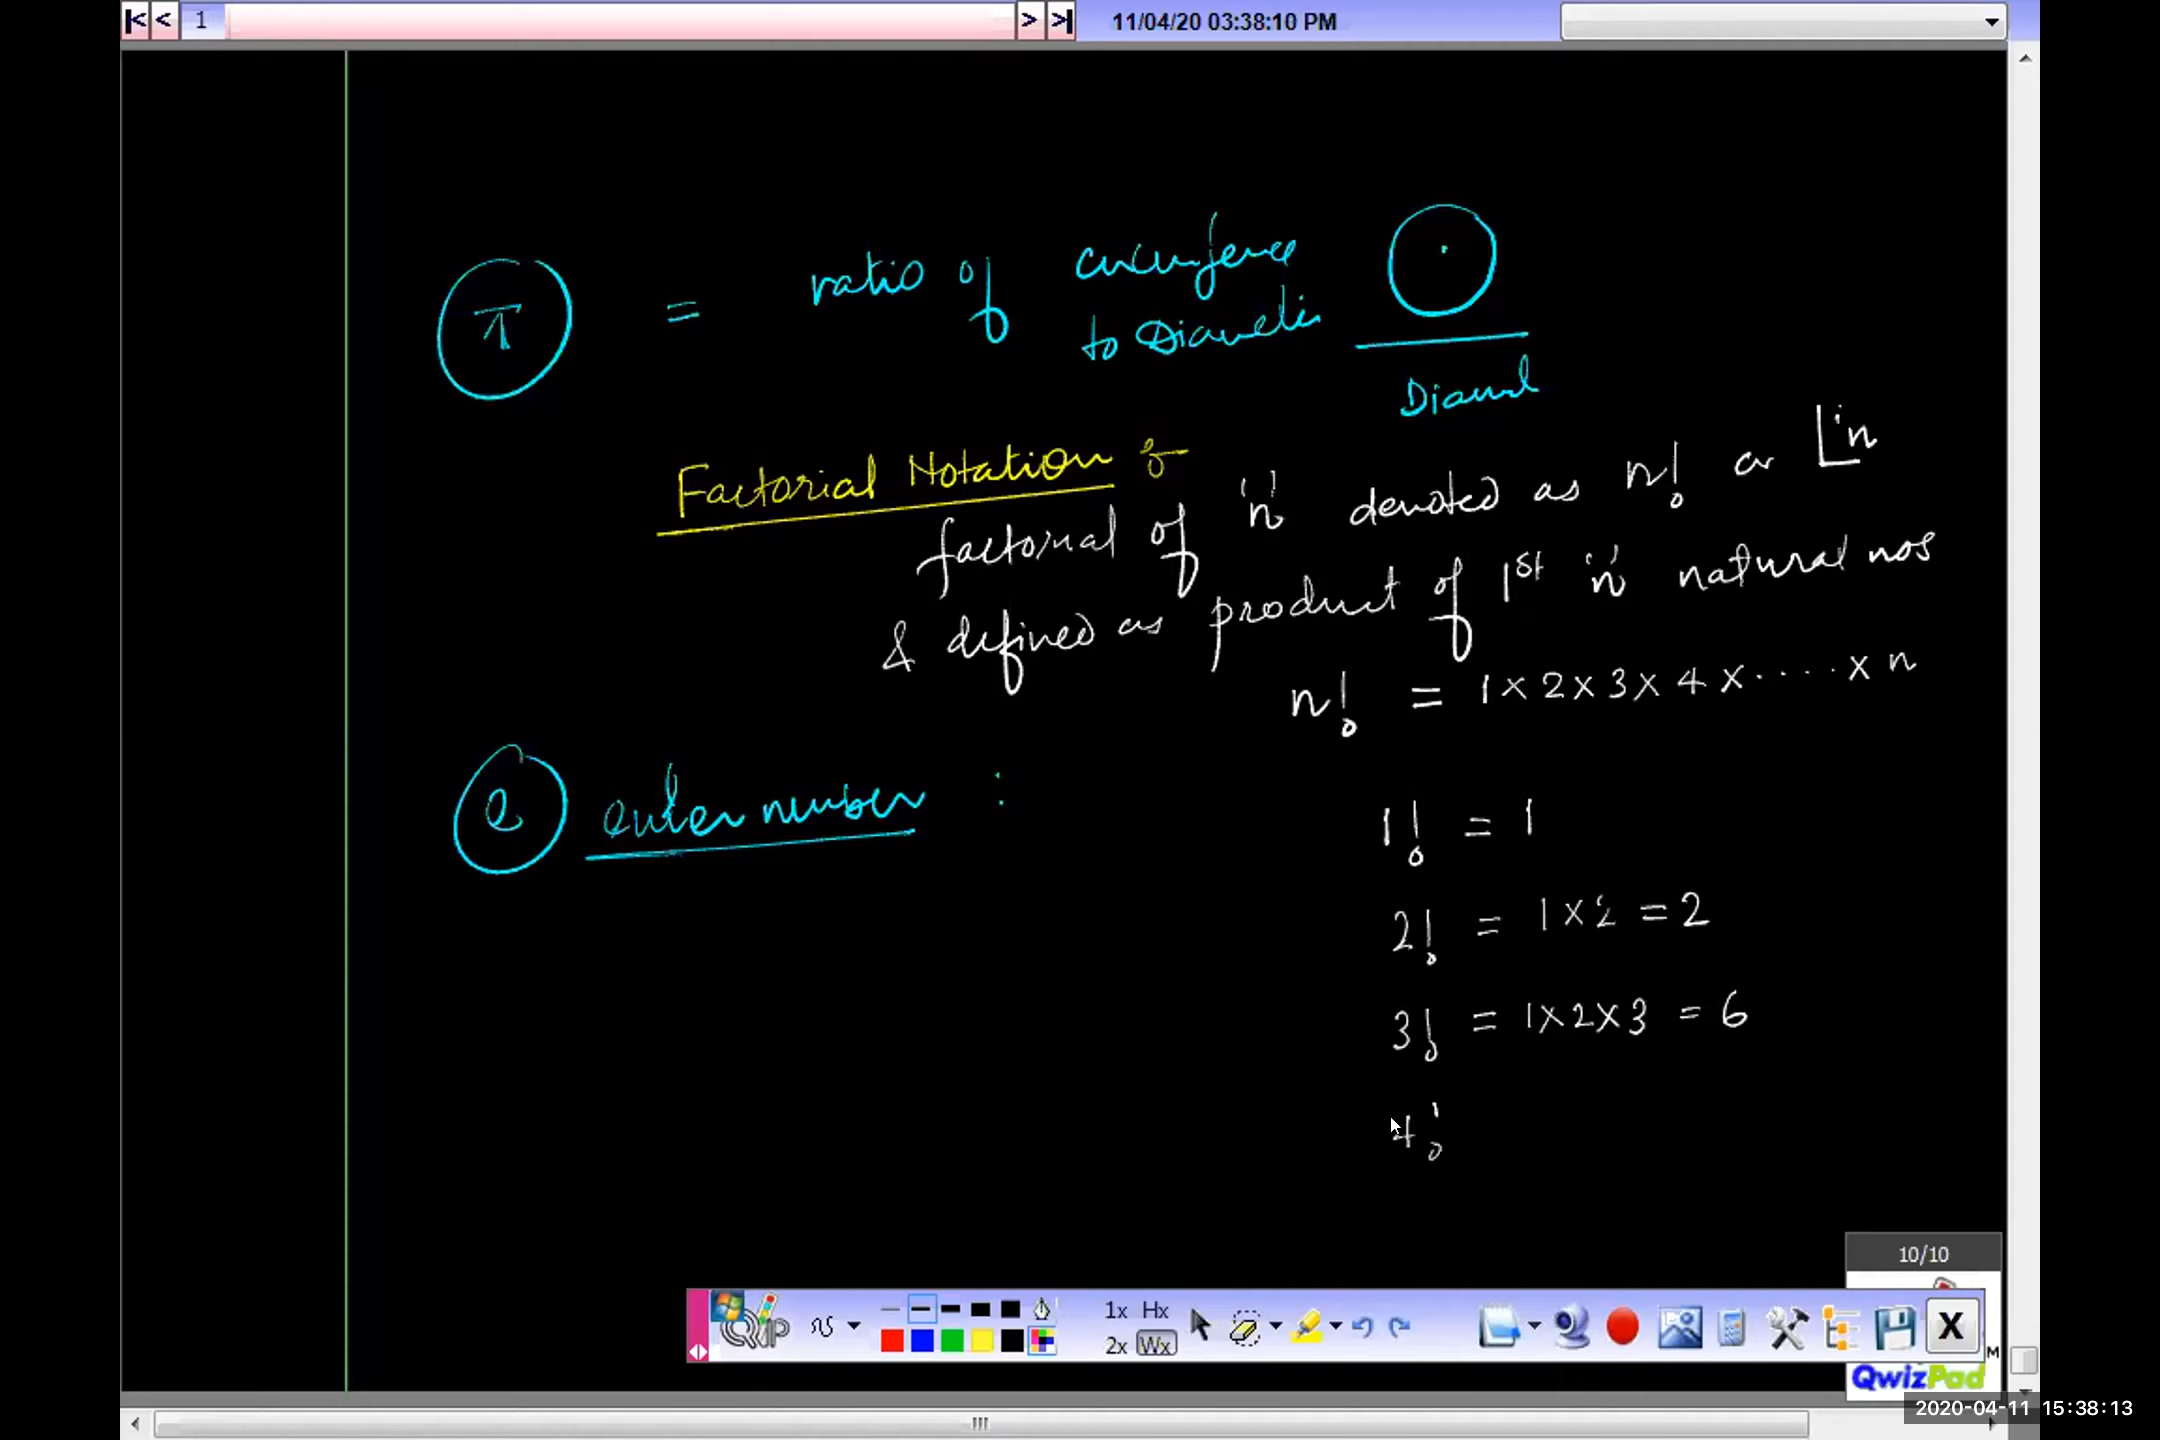 1
11/04/20 03:38:10 PM
π = ratio of circumference to Diameter
Diam
Factorial Notation :-
factorial of 'n' denoted as n! or ∟n
& defined as product of 1st 'n' natural nos
n! = 1 × 2 × 3 × 4 × . . . . . × n
e euler number :
1! = 1
2! = 1 × 2 = 2
3! = 1 × 2 × 3 = 6
4!
10/10
Qlip
1x Hx
2x Wx
X
M
QwizPad
2020-04-11 15:38:13